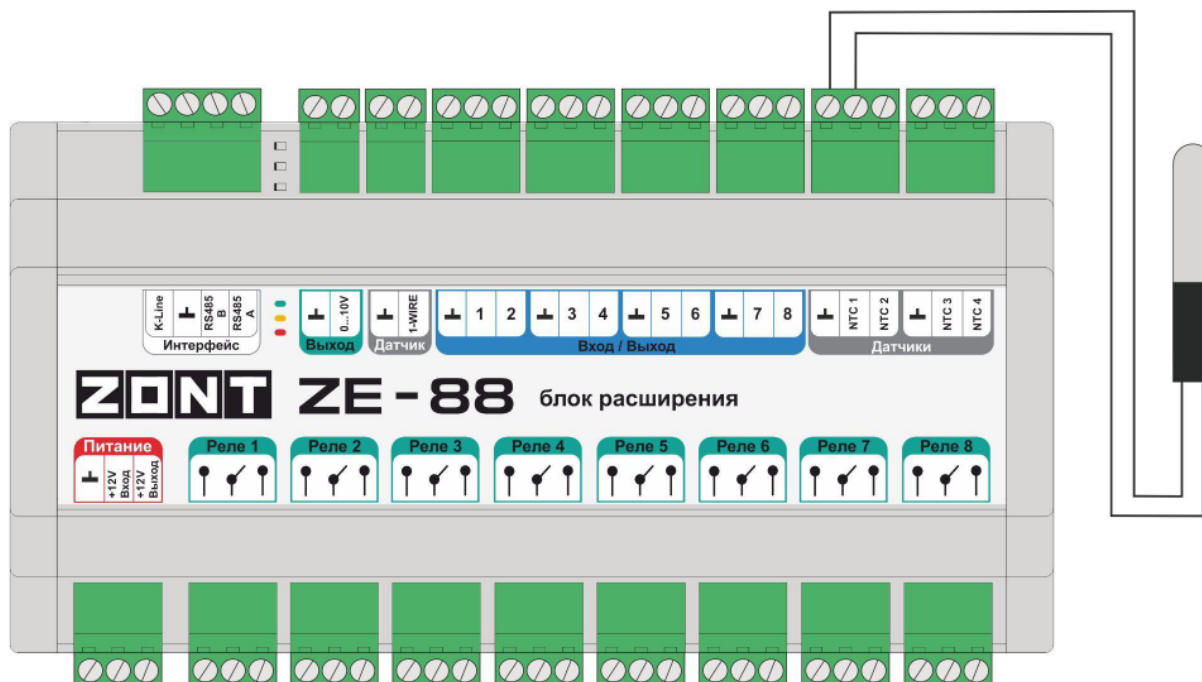 K-Line
RS485 B
RS485 A
Интерфейс
0...10V
Выход
1-WIRE
Датчик
1 2 3 4 5 6 7 8
Вход / Выход
NTC 1
NTC 2
NTC 3
NTC 4
Датчики
ZONT ZE-88 блок расширения
Питание
+12V Вход
+12V Выход
Реле 1 Реле 2 Реле 3 Реле 4 Реле 5 Реле 6 Реле 7 Реле 8